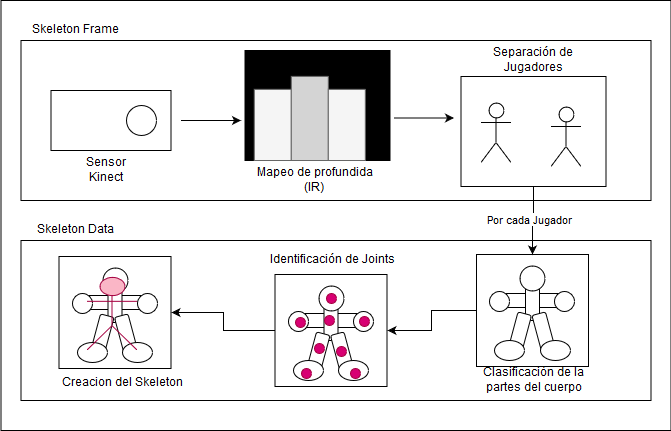 Skeleton Frame
Sensor
Kinect
Mapeo de profundida
(IR)
Separación de
Jugadores
Por cada Jugador
Skeleton Data
Clasificación de la
partes del cuerpo
Identificación de Joints
Creacion del Skeleton